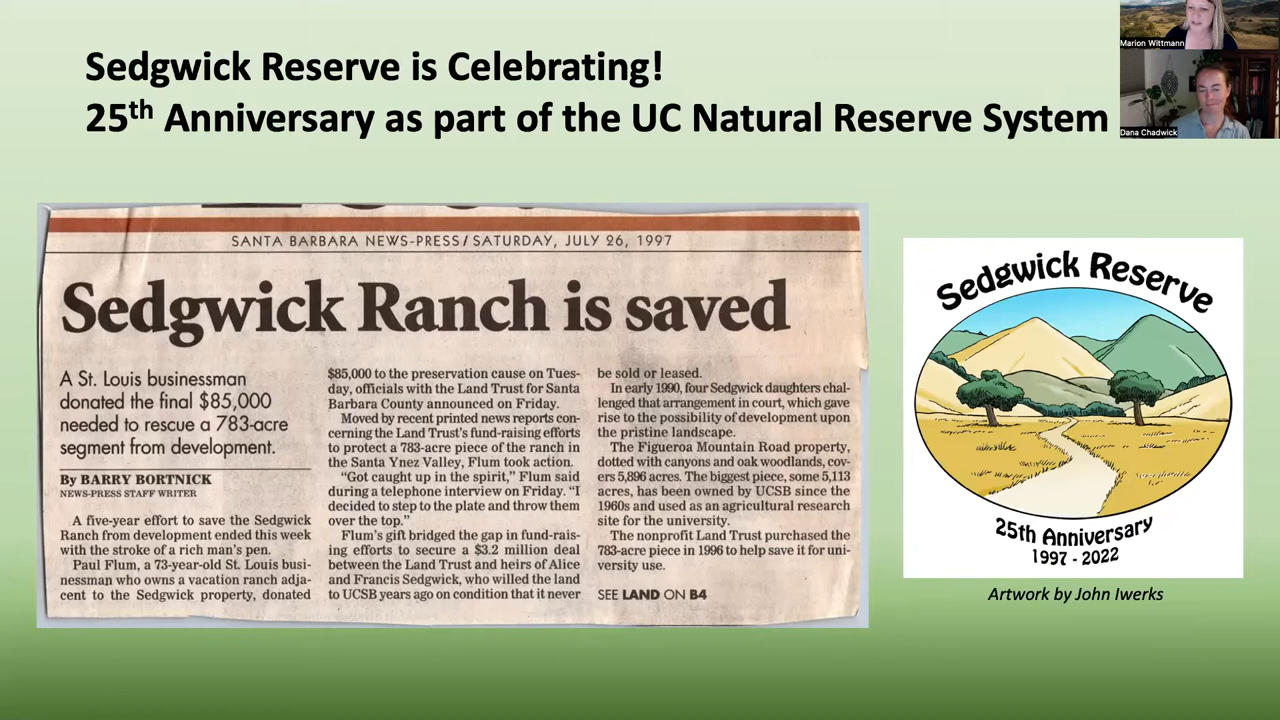 Sedgwick Reserve is Celebrating!
25th Anniversary as part of the UC Natural Reserve System
Marion Wittmann
Dana Chadwick
SANTA BARBARA NEWS-PRESS / SATURDAY, JULY 26, 1997
Sedgwick Ranch is saved
A St. Louis businessman
donated the final $85,000
needed to rescue a 783-acre
segment from development.
By BARRY BORTNICK
NEWS-PRESS STAFF WRITER
A five-year effort to save the Sedgwick
Ranch from development ended this week
with the stroke of a rich man's pen.
Paul Flum, a 73-year-old St. Louis busi-
nessman who owns a vacation ranch adja-
cent to the Sedgwick property, donated
$85,000 to the preservation cause on Tues-
day, officials with the Land Trust for Santa
Barbara County announced on Friday.
Moved by recent printed news reports con-
cerning the Land Trust's fund-raising efforts
to protect a 783-acre piece of the ranch in
the Santa Ynez Valley, Flum took action.
"Got caught up in the spirit," Flum said
during a telephone interview on Friday. "I
decided to step to the plate and throw them
over the top."
Flum's gift bridged the gap in fund-rais-
ing efforts to secure a $3.2 million deal
between the Land Trust and heirs of Alice
and Francis Sedgwick, who willed the land
to UCSB years ago on condition that it never
be sold or leased.
In early 1990, four Sedgwick daughters chal-
lenged that arrangement in court, which gave
rise to the possibility of development upon
the pristine landscape.
The Figueroa Mountain Road property,
dotted with canyons and oak woodlands, cov-
ers 5,896 acres. The biggest piece, some 5,113
acres, has been owned by UCSB since the
1960s and used as an agricultural research
site for the university.
The nonprofit Land Trust purchased the
783-acre piece in 1996 to help save it for uni-
versity use.
SEE LAND ON B4
Sedgwick Reserve
25th Anniversary
1997 - 2022
Artwork by John Iwerks